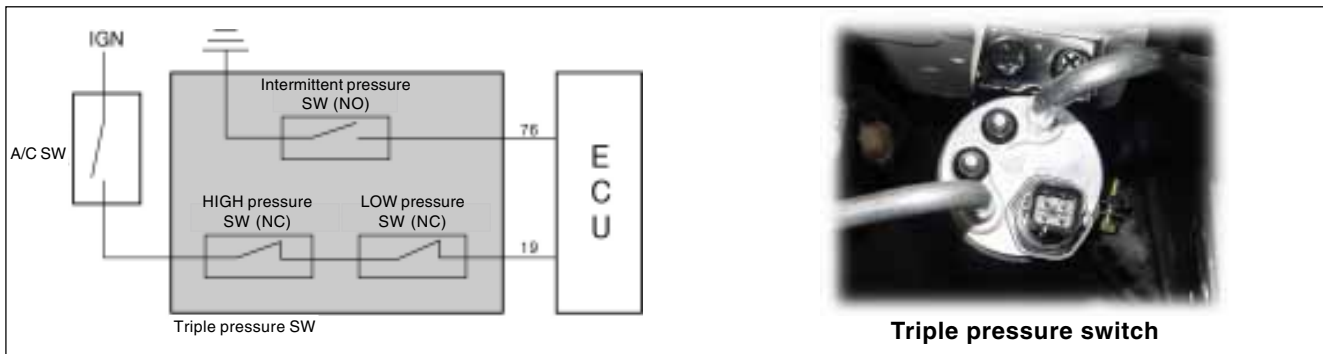 IGN
Intermittent pressure
SW (NO)
76
A/C SW
HIGH pressure
SW (NC)
LOW pressure
SW (NC)
19
E
C
U
Triple pressure SW
Triple pressure switch